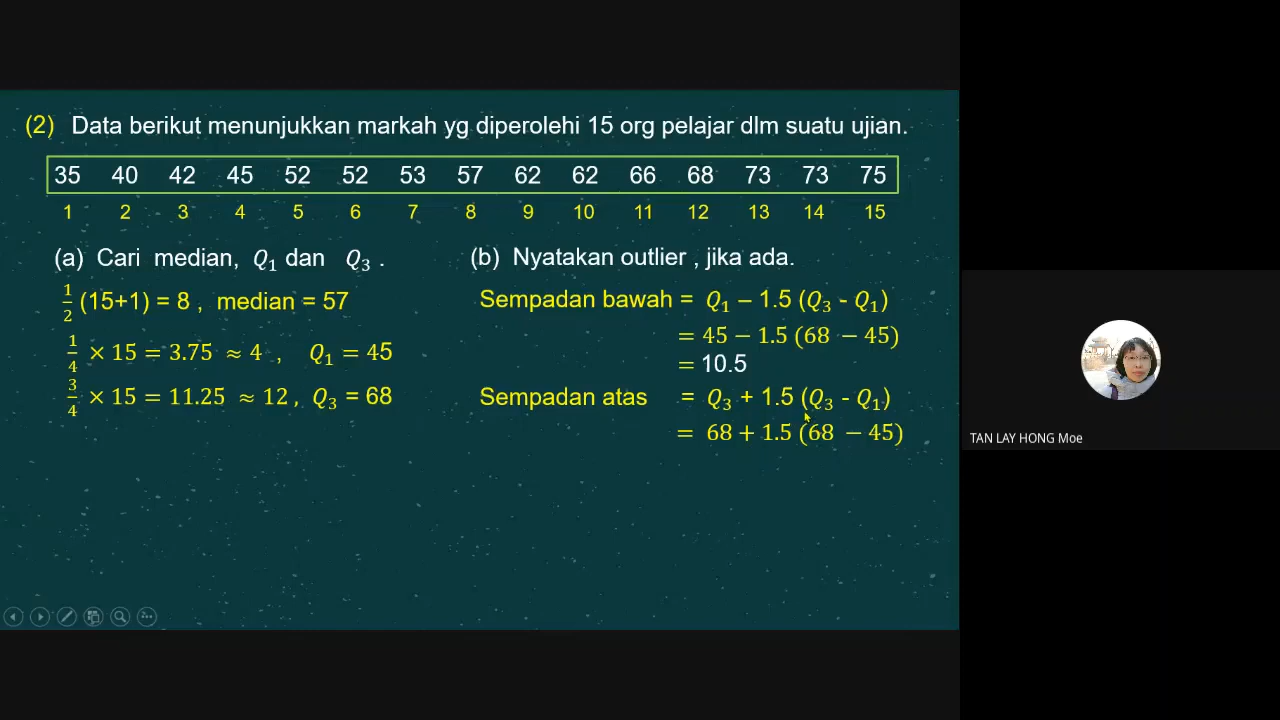 (2) Data berikut menunjukkan markah yg diperolehi 15 org pelajar dlm suatu ujian.
35 40 42 45 52 52 53 57 62 62 66 68 73 73 75
1 2 3 4 5 6 7 8 9 10 11 12 13 14 15
(a) Cari median, Q₁ dan Q₃ .
1/2 (15+1) = 8 , median = 57
1/4 × 15 = 3.75 ≈ 4 , Q₁ = 45
3/4 × 15 = 11.25 ≈ 12 , Q₃ = 68
(b) Nyatakan outlier , jika ada.
Sempadan bawah = Q₁ − 1.5 (Q₃ - Q₁)
= 45 − 1.5 (68 − 45)
= 10.5
Sempadan atas = Q₃ + 1.5 (Q₃ - Q₁)
= 68 + 1.5 (68 − 45)
TAN LAY HONG Moe